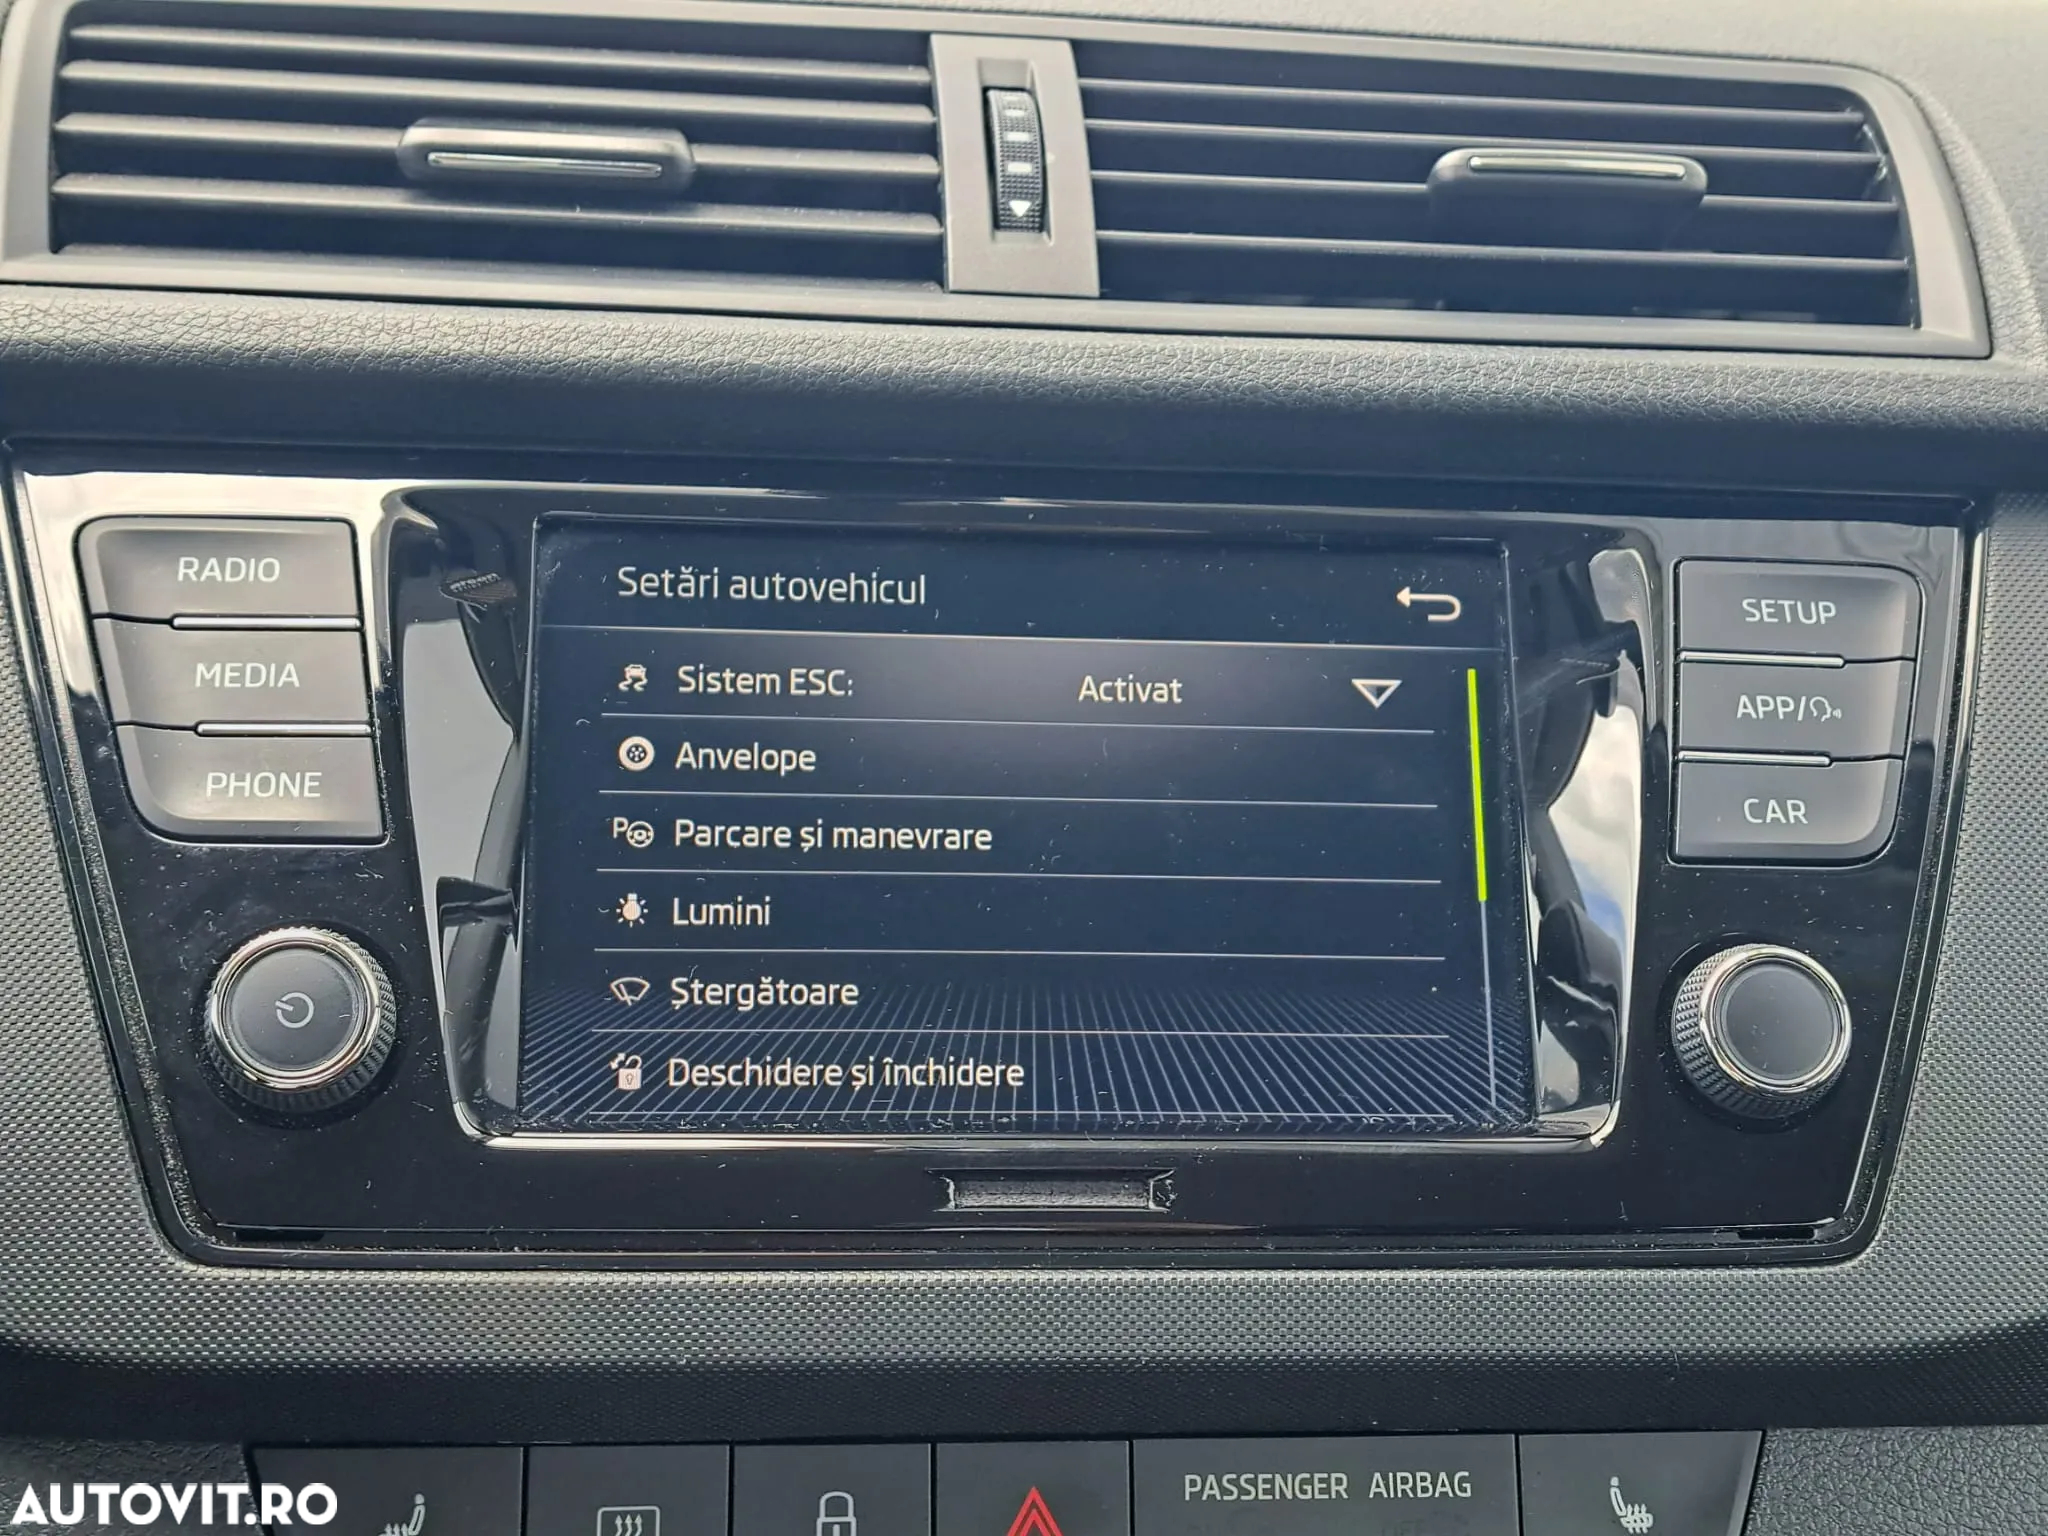 RADIO
MEDIA
PHONE
Setări autovehicul
Sistem ESC: Activat
Anvelope
Parcare și manevrare
Lumini
Ștergătoare
Deschidere și închidere
SETUP
APP/
CAR
PASSENGER AIRBAG
AUTOVIT.RO